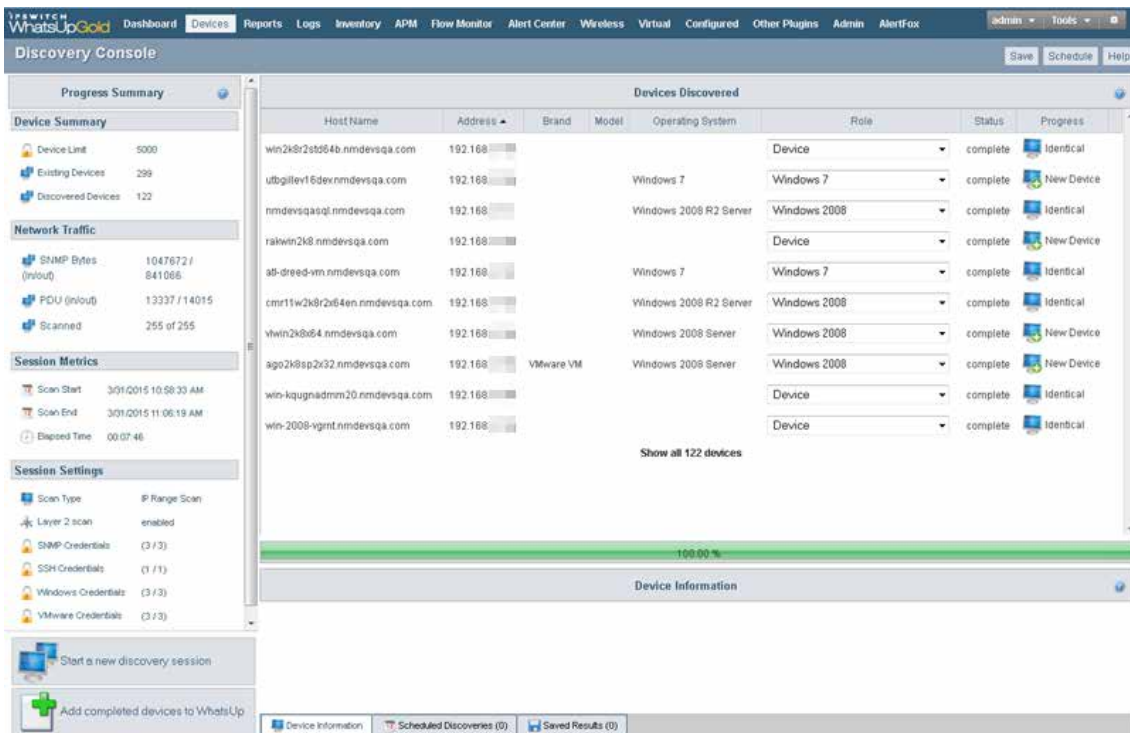 IPSWITCH
WhatsUpGold Dashboard Devices Reports Logs Inventory APM Flow Monitor Alert Center Wireless Virtual Configured Other Plugins Admin AlertFox admin Tools
Discovery Console Save Schedule Help
Progress Summary
Device Summary
Device Limit 5000
Existing Devices 299
Discovered Devices 122
Network Traffic
SNMP Bytes 1047672 /
(in/out) 841086
PDU (in/out) 13337 / 14015
Scanned 255 of 255
Session Metrics
Scan Start 3/31/2015 10:58:33 AM
Scan End 3/31/2015 11:06:19 AM
Elapsed Time 00:07:46
Session Settings
Scan Type IP Range Scan
Layer 2 scan enabled
SNMP Credentials (3 / 3)
SSH Credentials (1 / 1)
Windows Credentials (3 / 3)
VMware Credentials (3 / 3)
Start a new discovery session
Add completed devices to WhatsUp
Devices Discovered
Host Name Address Brand Model Operating System Role Status Progress
win2k8r2std64b.nmdevsqa.com 192.168 Device complete Identical
utbgillev16dev.nmdevsqa.com 192.168 Windows 7 Windows 7 complete New Device
nmdevsqasql.nmdevsqa.com 192.168 Windows 2008 R2 Server Windows 2008 complete Identical
rakwin2k8.nmdevsqa.com 192.168 Device complete New Device
atl-dreed-vm.nmdevsqa.com 192.168 Windows 7 Windows 7 complete Identical
cmr11w2k8r2x64en.nmdevsqa.com 192.168 Windows 2008 R2 Server Windows 2008 complete Identical
vlwin2k8x64.nmdevsqa.com 192.168 Windows 2008 Server Windows 2008 complete New Device
ago2k8sp2x32.nmdevsqa.com 192.168 VMware VM Windows 2008 Server Windows 2008 complete New Device
win-kqugnadmm20.nmdevsqa.com 192.168 Device complete Identical
win-2008-vgrnt.nmdevsqa.com 192.168 Device complete Identical
Show all 122 devices
100.00 %
Device Information
Device Information Scheduled Discoveries (0) Saved Results (0)